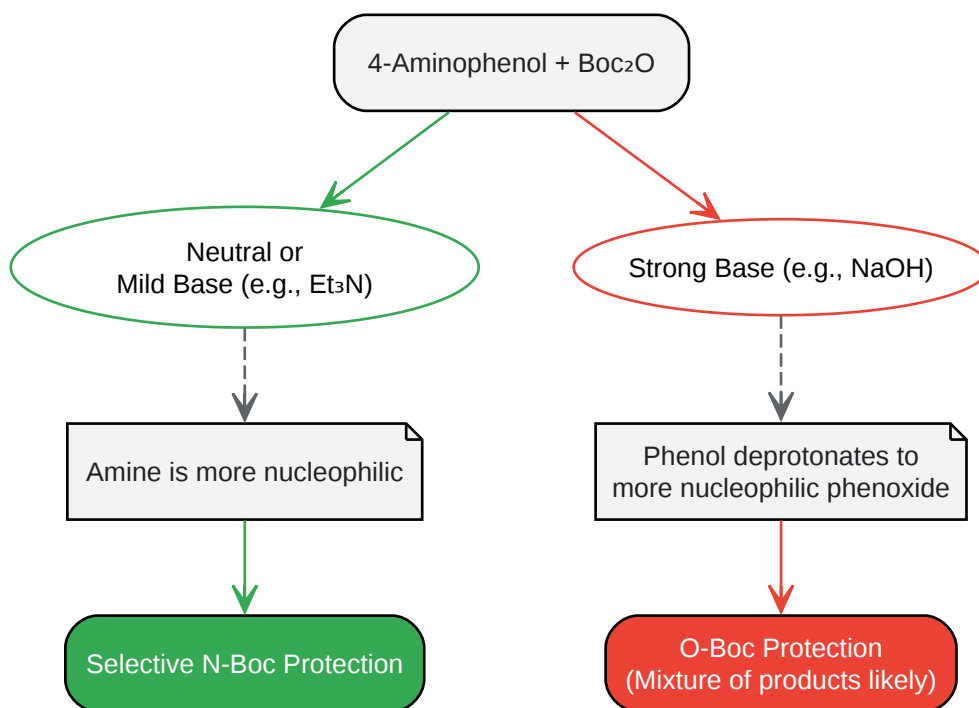 4-Aminophenol + Boc₂O
Neutral or
Mild Base (e.g., Et₃N)
Strong Base (e.g., NaOH)
Amine is more nucleophilic
Phenol deprotonates to
more nucleophilic phenoxide
Selective N-Boc Protection
O-Boc Protection
(Mixture of products likely)